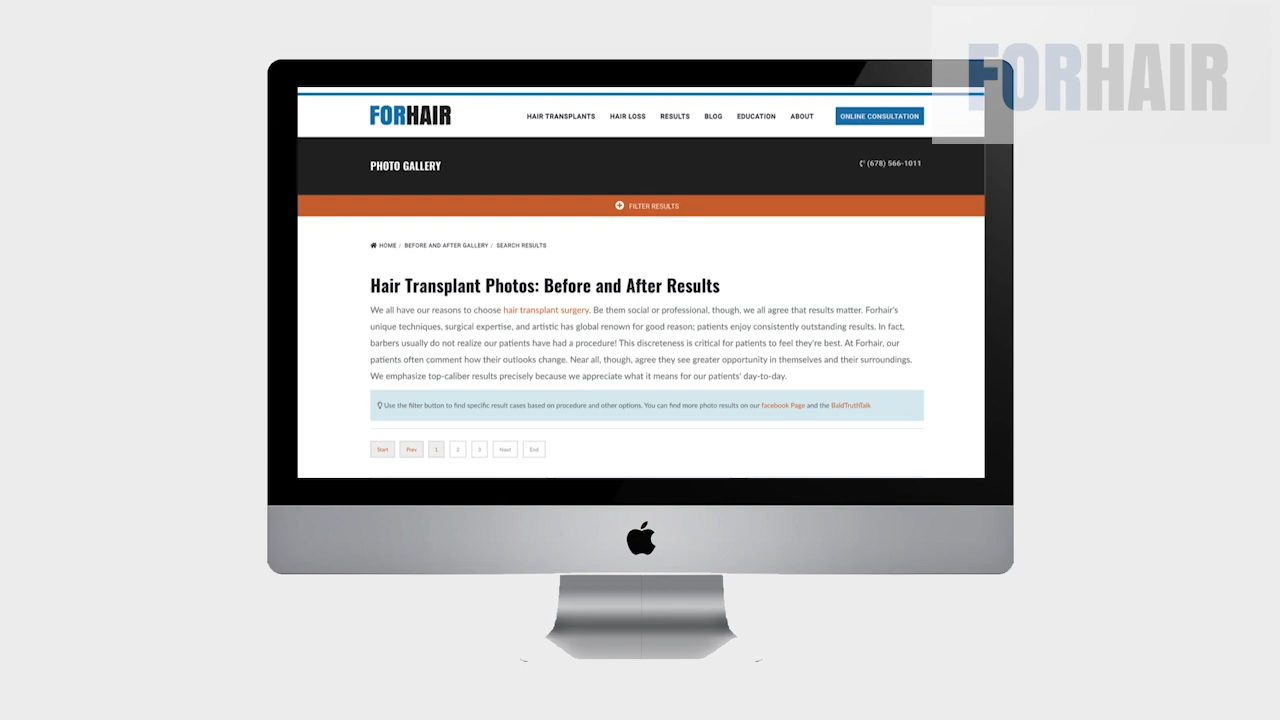 FORHAIR
FORHAIR
HAIR TRANSPLANTS HAIR LOSS RESULTS BLOG EDUCATION ABOUT ONLINE CONSULTATION
PHOTO GALLERY
(678) 566-1011
FILTER RESULTS
HOME / BEFORE AND AFTER GALLERY / SEARCH RESULTS
Hair Transplant Photos: Before and After Results
We all have our reasons to choose hair transplant surgery. Be them social or professional, though, we all agree that results matter. Forhair's
unique techniques, surgical expertise, and artistic has global renown for good reason; patients enjoy consistently outstanding results. In fact,
barbers usually do not realize our patients have had a procedure! This discreteness is critical for patients to feel they're best. At Forhair, our
patients often comment how their outlooks change. Near all, though, agree they see greater opportunity in themselves and their surroundings.
We emphasize top-caliber results precisely because we appreciate what it means for our patients' day-to-day.
Use the filter button to find specific result cases based on procedure and other options. You can find more photo results on our facebook Page and the BaldTruthTalk
Start Prev 1 2 3 Next End